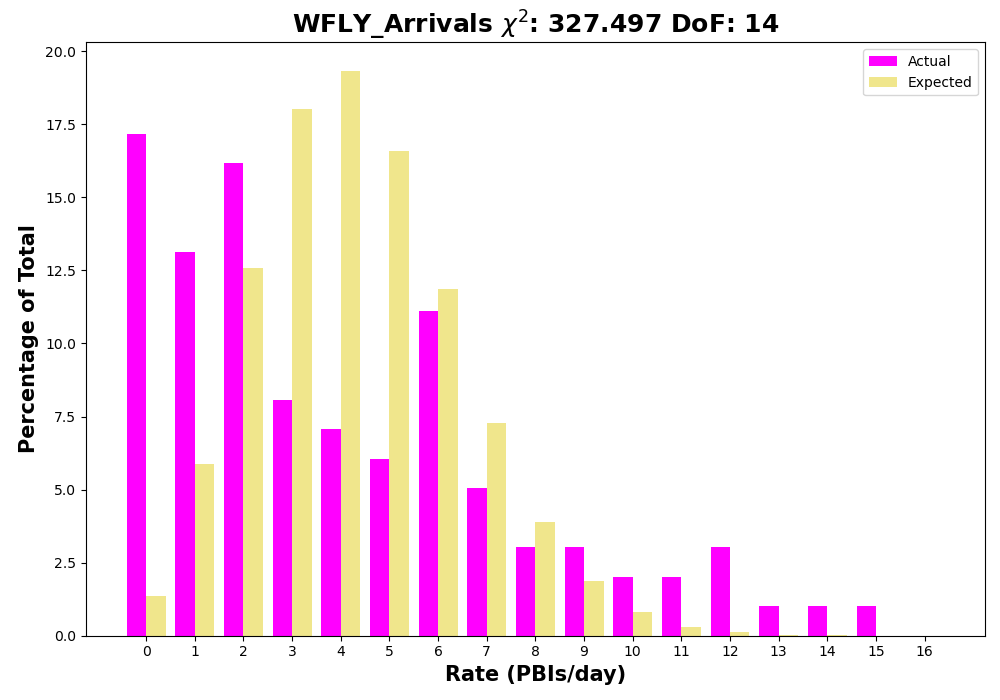 WFLY_Arrivals χ²: 327.497 DoF: 14
Actual
Expected
20.0
17.5
15.0
12.5
10.0
7.5
5.0
2.5
0.0
Percentage of Total
0 1 2 3 4 5 6 7 8 9 10 11 12 13 14 15 16
Rate (PBIs/day)